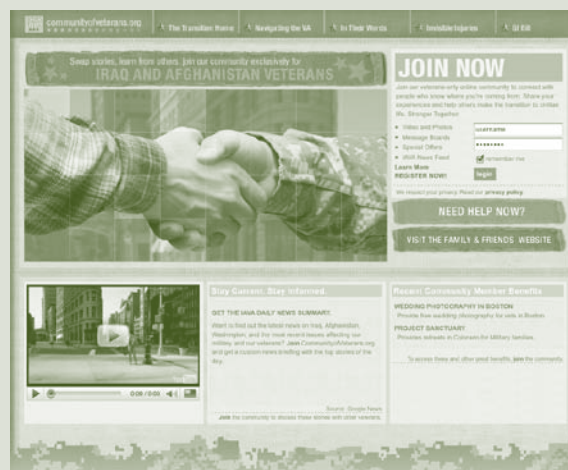 communityofveterans.org
The Transition Home
Navigating the VA
In Their Words
Invisible Injuries
GI Bill
Swap stories, learn from others, join our community exclusively for
IRAQ AND AFGHANISTAN VETERANS
JOIN NOW
Join our veterans-only online community to connect with
people who know where you're coming from. Share your
experiences and help others make the transition to civilian
life. Stronger Together
Video and Photos
Message Boards
Special Offers
IAVA News Feed
Learn More
REGISTER NOW!
username
remember me
login
We respect your privacy. Read our privacy policy.
NEED HELP NOW?
VISIT THE FAMILY & FRIENDS WEBSITE
0:00 / 0:00
Stay Current. Stay Informed.
GET THE IAVA DAILY NEWS SUMMARY.
Want to find out the latest news on Iraq, Afghanistan,
Washington, and the most recent issues affecting our
military and our veterans? Join CommunityofVeterans.org
and get a custom news briefing with the top stories of the
day.
Source: Google News
Join the community to discuss these stories with other veterans.
Recent Community Member Benefits
WEDDING PHOTOGRAPHY IN BOSTON
Provides free wedding photography for vets in Boston
PROJECT SANCTUARY
Provides retreats in Colorado for Military families.
To access these and other great benefits, join the community.